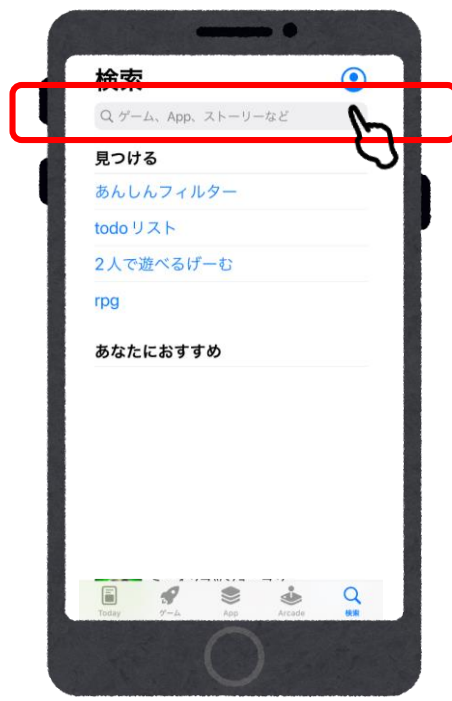 検索
ゲーム、App、ストーリーなど
見つける
あんしんフィルター
todoリスト
2人で遊べるげーむ
rpg
あなたにおすすめ
Today
ゲーム
App
Arcade
検索